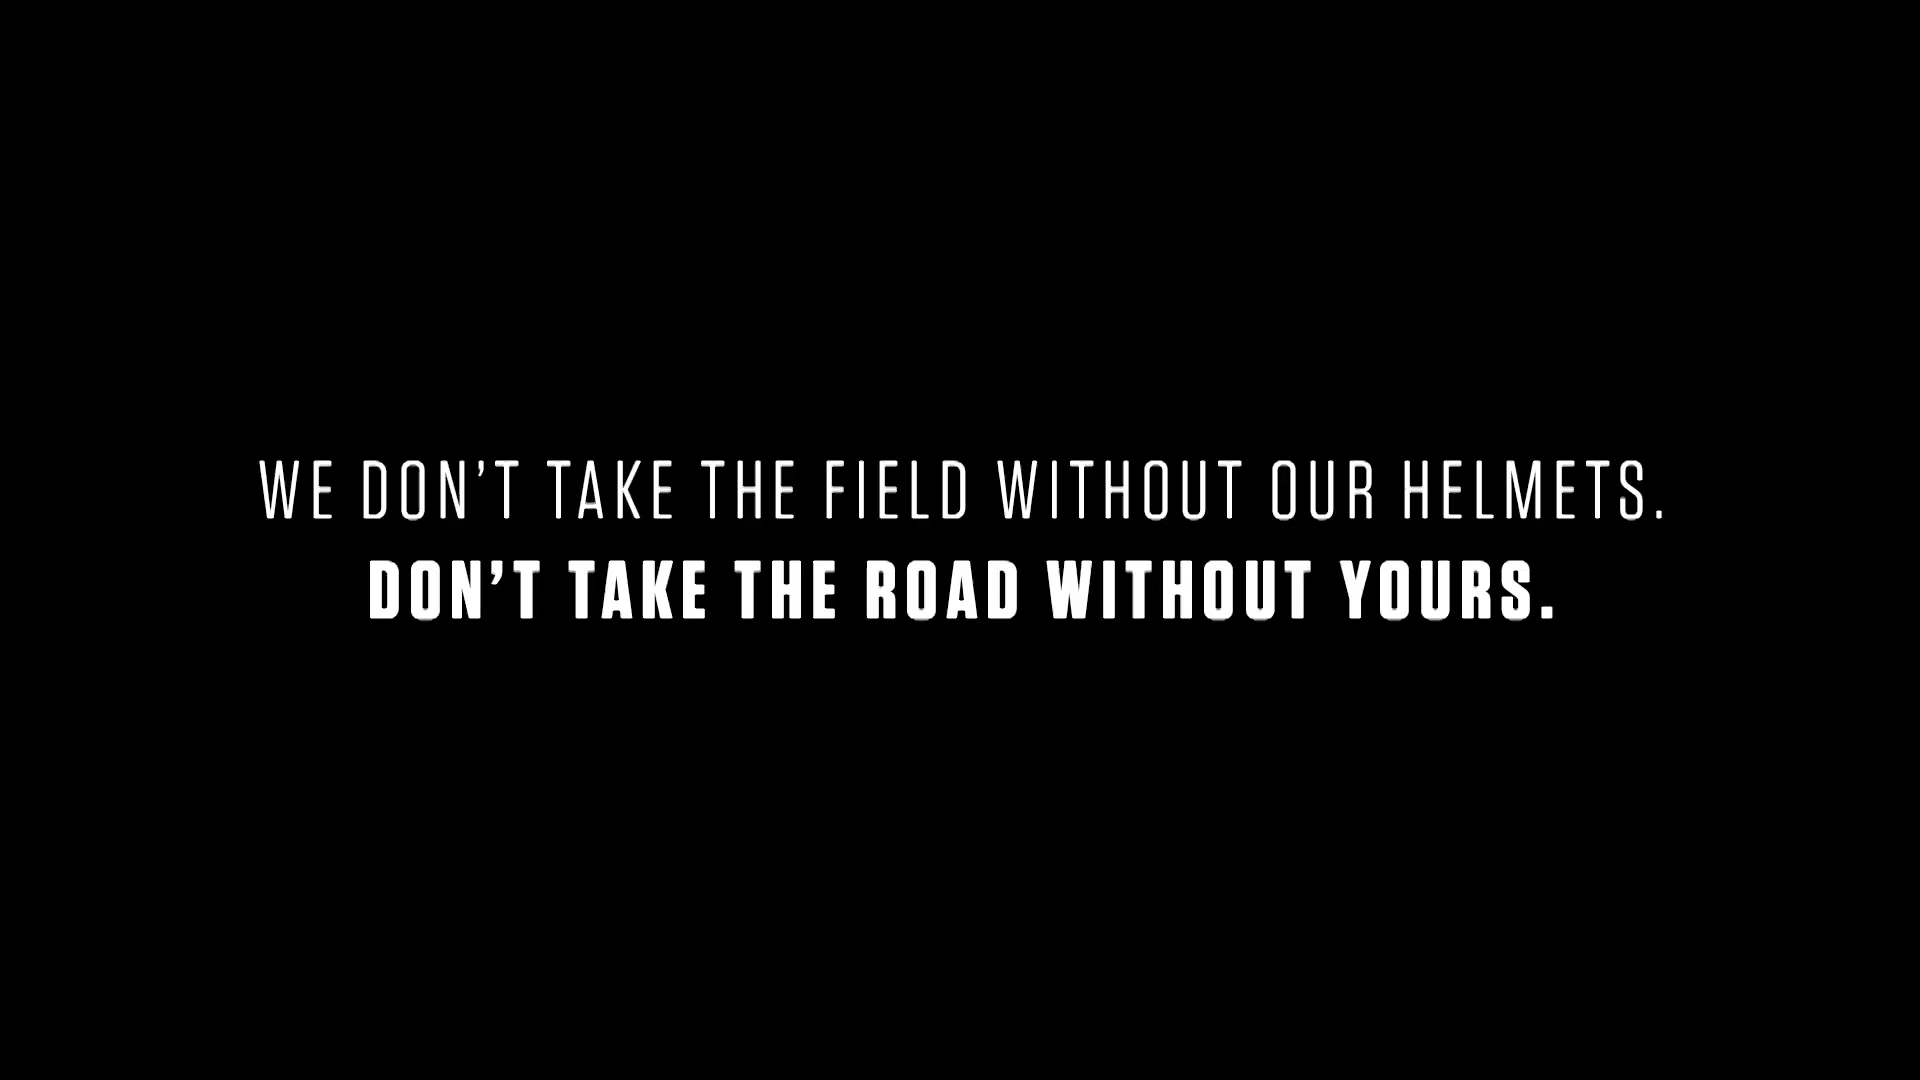 WE DON’T TAKE THE FIELD WITHOUT OUR HELMETS.
DON’T TAKE THE ROAD WITHOUT YOURS.